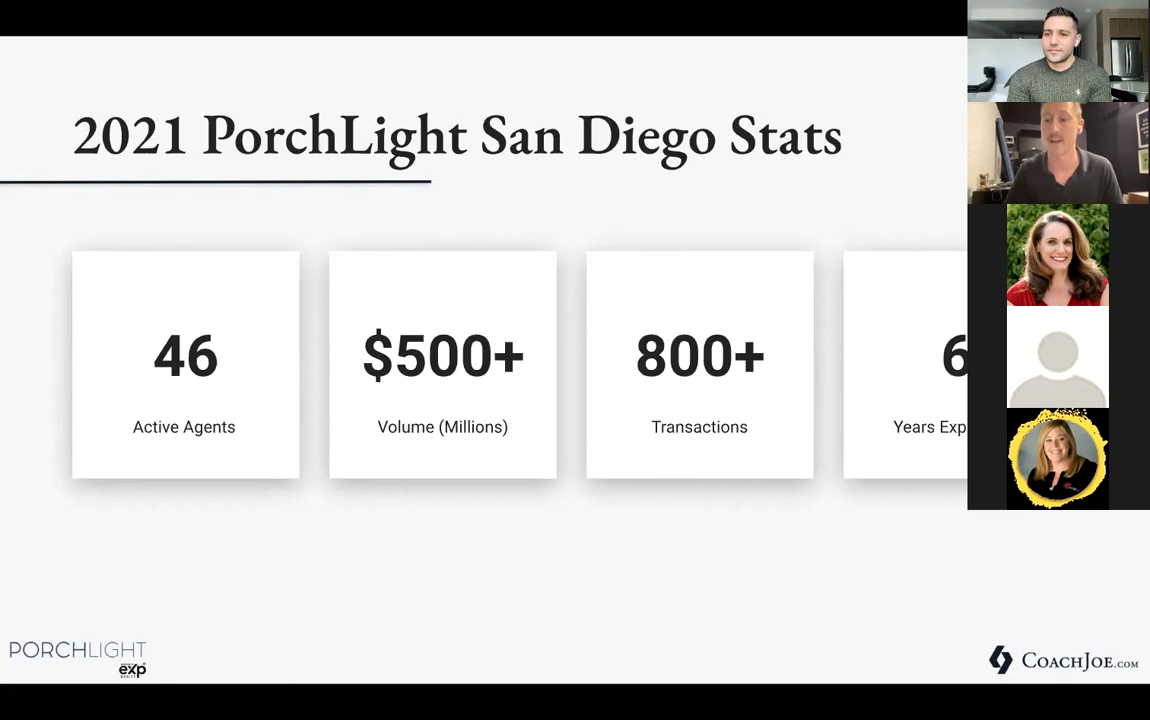 2021 PorchLight San Diego Stats
46
Active Agents
$500+
Volume (Millions)
800+
Transactions
6
Years Exp
PORCHLIGHT
exp
REALTY
COACHJOE.COM